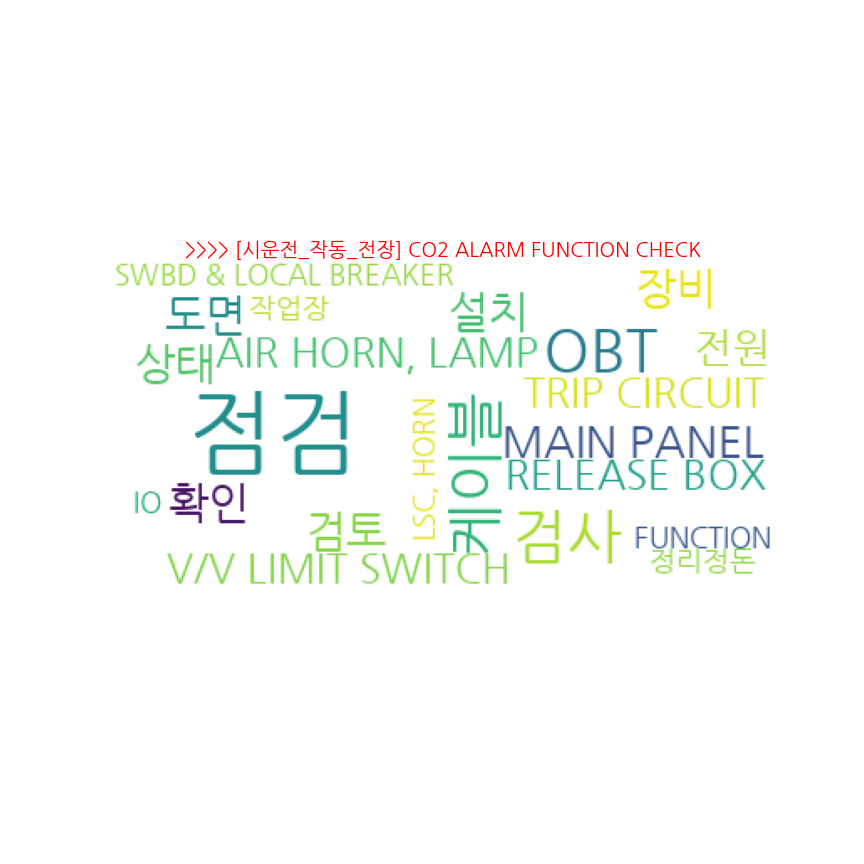 >>>> [시운전_작동_전장] CO2 ALARM FUNCTION CHECK
SWBD & LOCAL BREAKER
장비
도면
작업장
설치
상태
AIR HORN, LAMP
OBT
전원
TRIP CIRCUIT
점검
LSC, HORN
케이블
MAIN PANEL
RELEASE BOX
IO
확인
검토
검사
FUNCTION
V/V LIMIT SWITCH
정리정돈